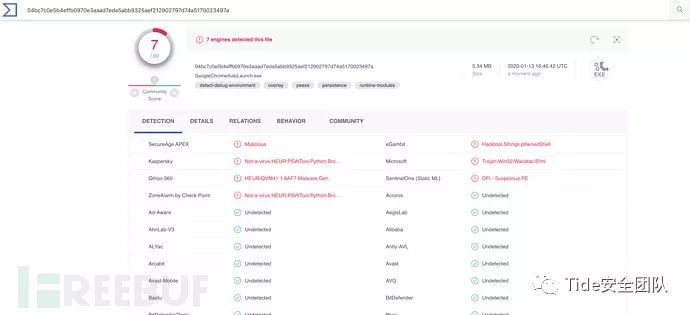 04bc7c0e5b4effb0970e3aaad7eda5abb9325aef212902797d74a5170023497a
7
/ 69
7 engines detected this file
04bc7c0e5b4effb0970e3aaad7eda5abb9325aef212902797d74a5170023497a
GoogleChromeAutoLaunch.exe
detect-debug-environment overlay peexe persistence runtime-modules
5.34 MB
Size
2020-01-13 16:46:42 UTC
a moment ago
EXE
Community
Score
DETECTION DETAILS RELATIONS BEHAVIOR COMMUNITY
SecureAge APEX Malicious eGambit Hacktool.Strings.p0wnedShell
Kaspersky Not-a-virus:HEUR:PSWTool.Python.Bro... Microsoft Trojan:Win32/Wacatac.B!ml
Qihoo-360 HEUR/QVM41.1.8AF7.Malware.Gen SentinelOne (Static ML) DFI - Suspicious PE
ZoneAlarm by Check Point Not-a-virus:HEUR:PSWTool.Python.Bro... Acronis Undetected
Ad-Aware Undetected AegisLab Undetected
AhnLab-V3 Undetected Alibaba Undetected
ALYac Undetected Antiy-AVL Undetected
Arcabit Undetected Avast Undetected
Avast-Mobile Undetected AVG Undetected
Baidu Undetected BitDefender Undetected
BitDefenderTheta Undetected
FREEBUF
Tide安全团队